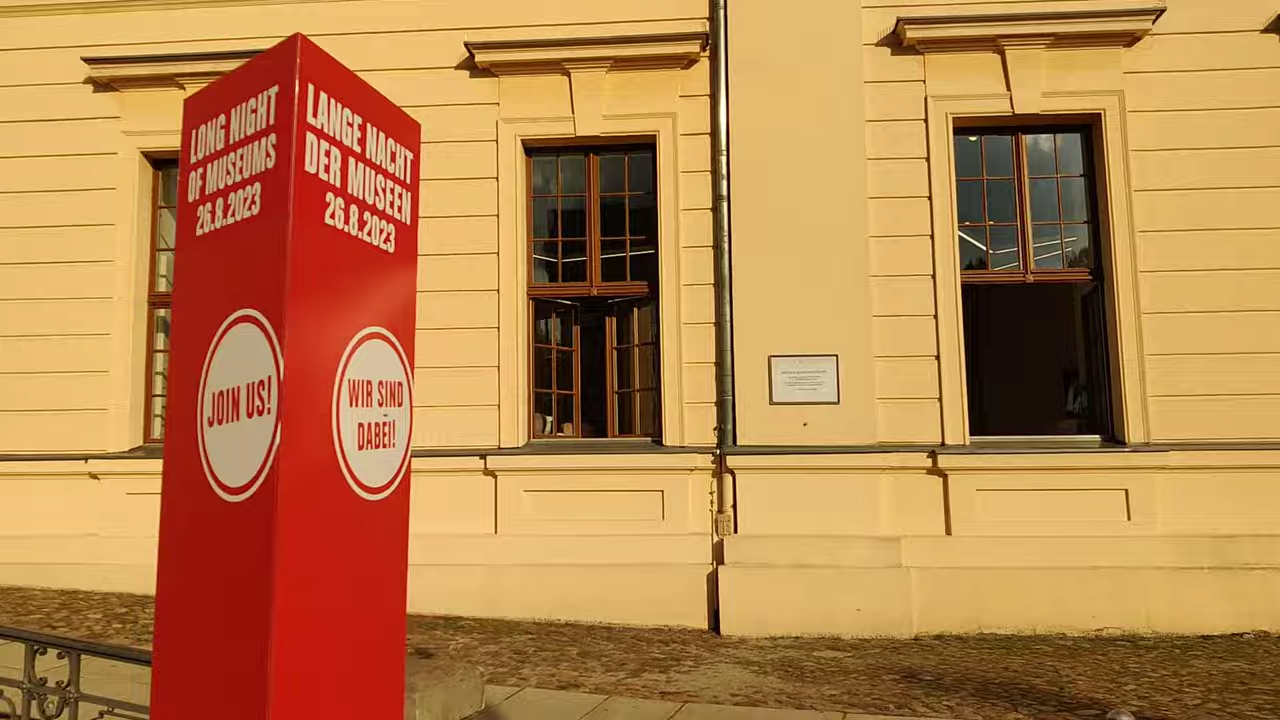 LONG NIGHT
OF MUSEUMS
26.8.2023
JOIN US!
LANGE NACHT
DER MUSEEN
26.8.2023
WIR SIND
DABEI!